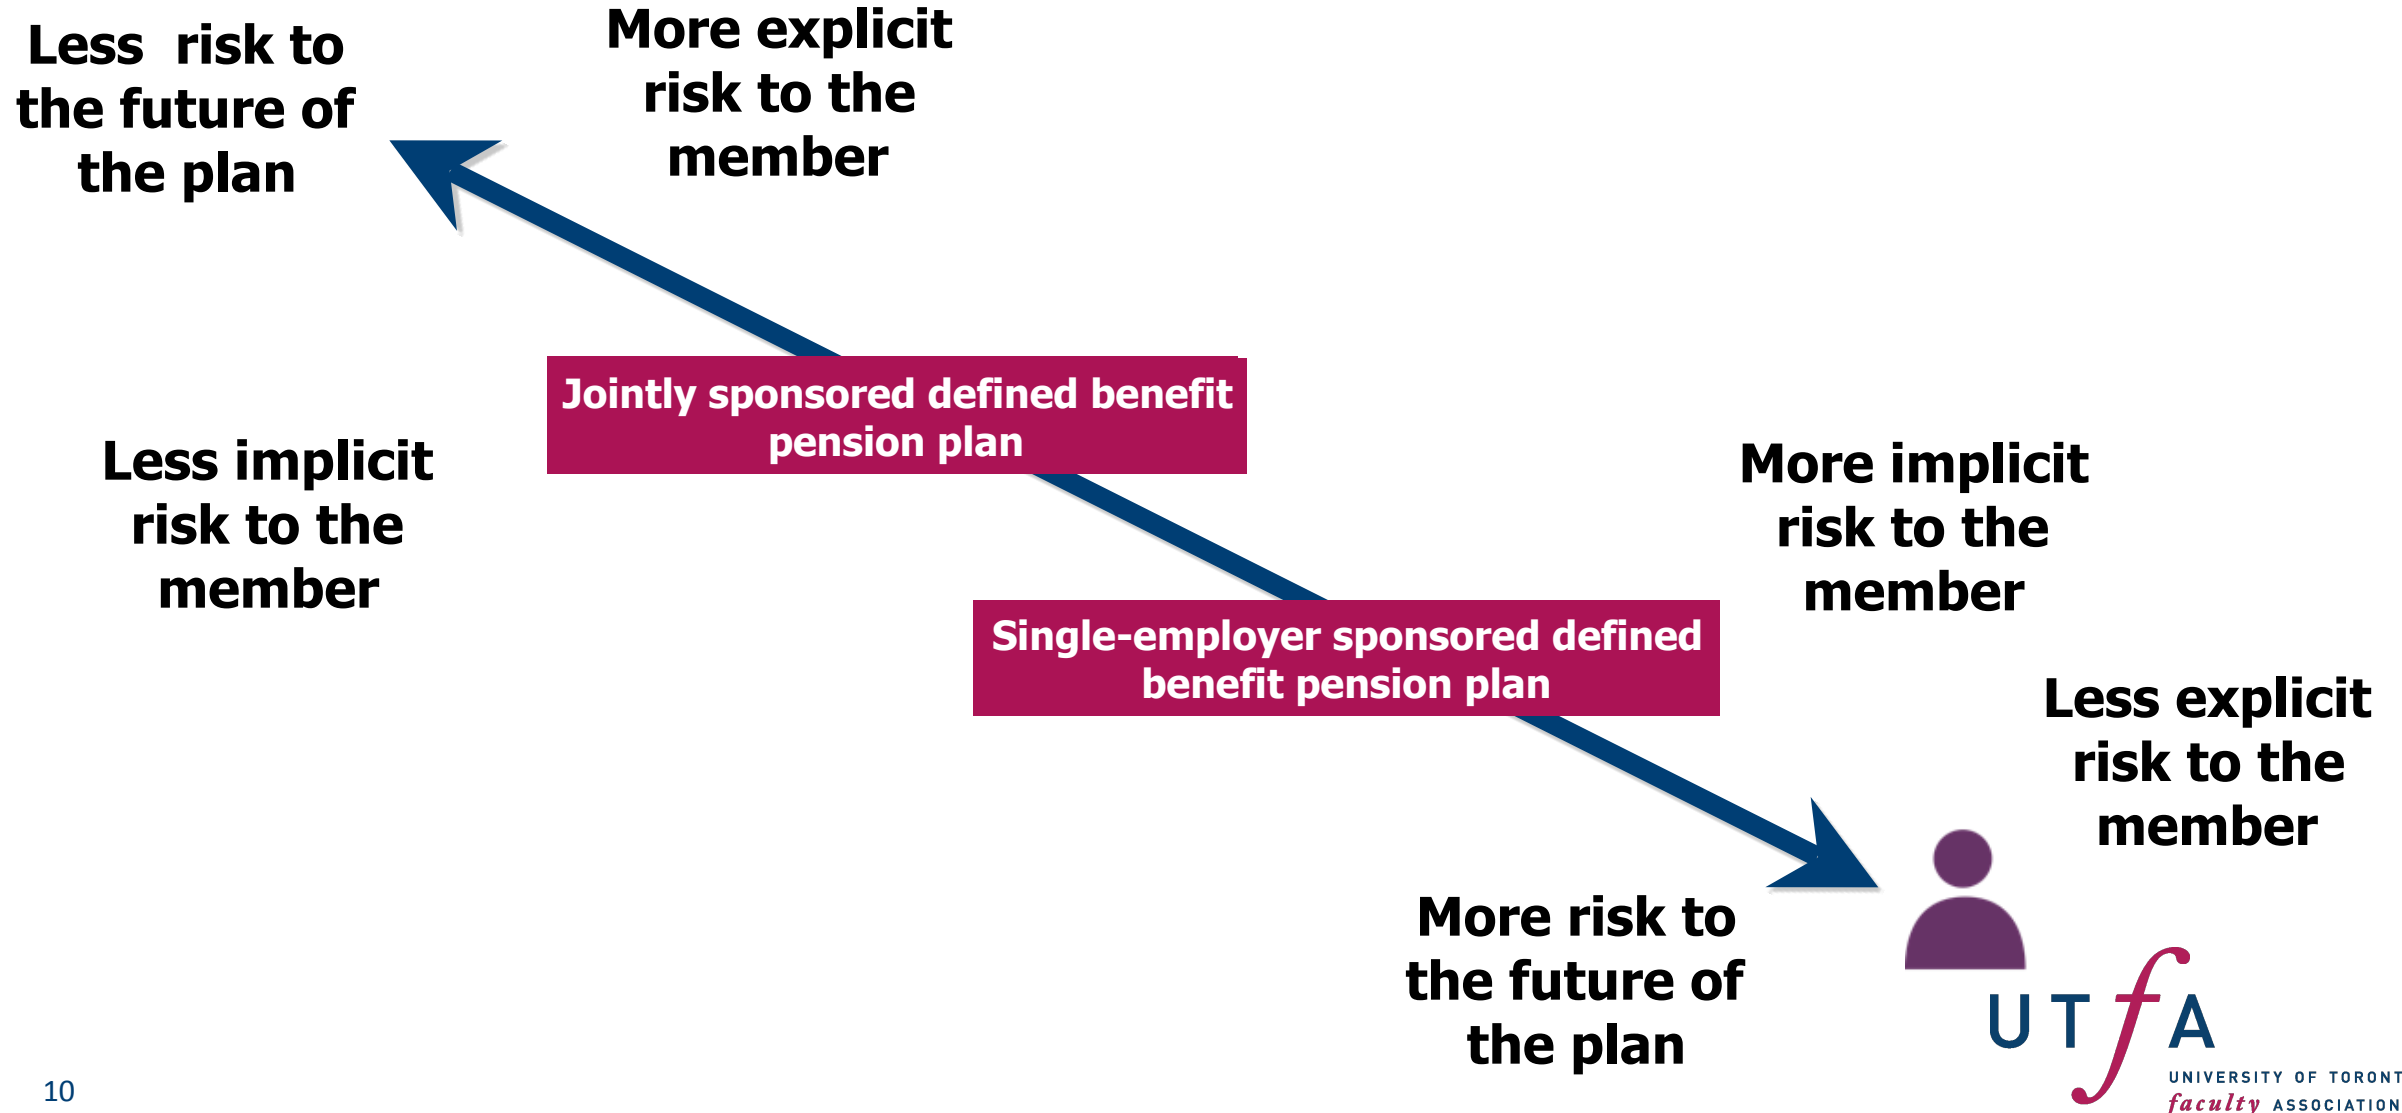 Less risk to
the future of
the plan
More explicit
risk to the
member
Jointly sponsored defined benefit
pension plan
Less implicit
risk to the
member
More implicit
risk to the
member
Single-employer sponsored defined
benefit pension plan
Less explicit
risk to the
member
More risk to
the future of
the plan
UTfA
UNIVERSITY OF TORONT
faculty ASSOCIATION
10